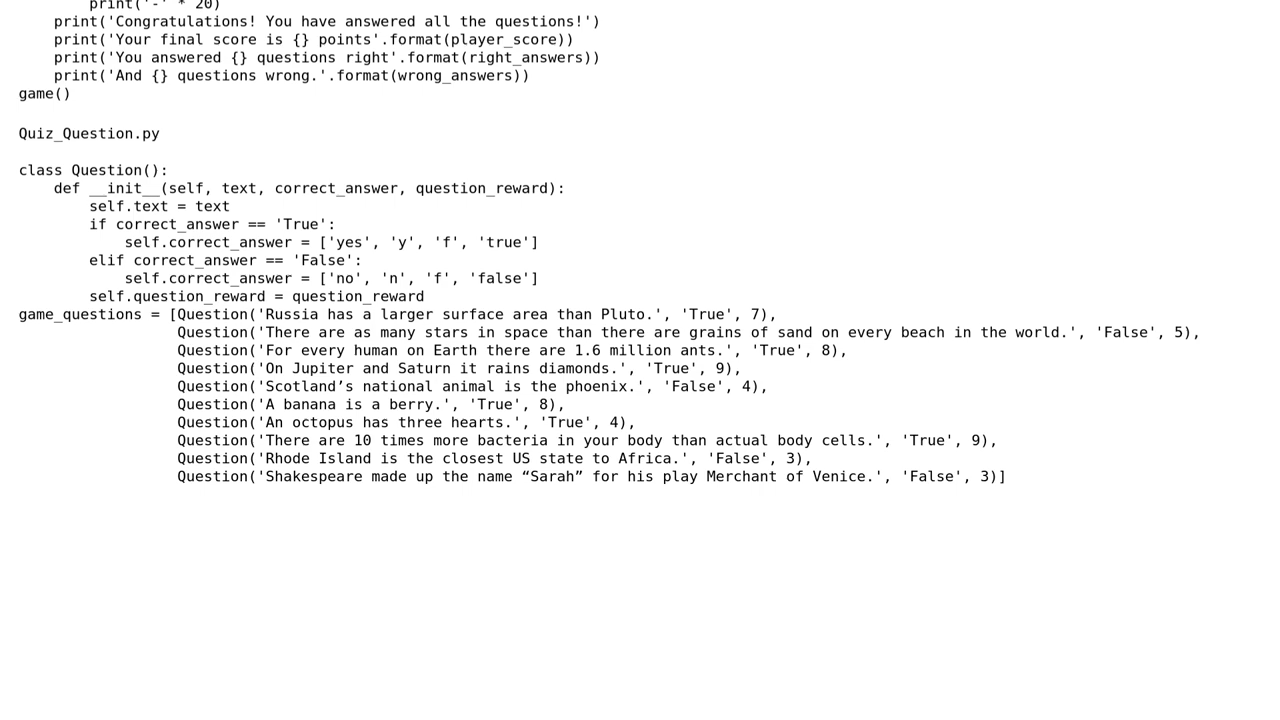 print('-' * 20)
    print('Congratulations! You have answered all the questions!')
    print('Your final score is {} points'.format(player_score))
    print('You answered {} questions right'.format(right_answers))
    print('And {} questions wrong.'.format(wrong_answers))
game()
Quiz_Question.py
class Question():
    def __init__(self, text, correct_answer, question_reward):
        self.text = text
        if correct_answer == 'True':
            self.correct_answer = ['yes', 'y', 'f', 'true']
        elif correct_answer == 'False':
            self.correct_answer = ['no', 'n', 'f', 'false']
        self.question_reward = question_reward
game_questions = [Question('Russia has a larger surface area than Pluto.', 'True', 7),
                  Question('There are as many stars in space than there are grains of sand on every beach in the world.', 'False', 5),
                  Question('For every human on Earth there are 1.6 million ants.', 'True', 8),
                  Question('On Jupiter and Saturn it rains diamonds.', 'True', 9),
                  Question('Scotland’s national animal is the phoenix.', 'False', 4),
                  Question('A banana is a berry.', 'True', 8),
                  Question('An octopus has three hearts.', 'True', 4),
                  Question('There are 10 times more bacteria in your body than actual body cells.', 'True', 9),
                  Question('Rhode Island is the closest US state to Africa.', 'False', 3),
                  Question('Shakespeare made up the name “Sarah” for his play Merchant of Venice.', 'False', 3)]